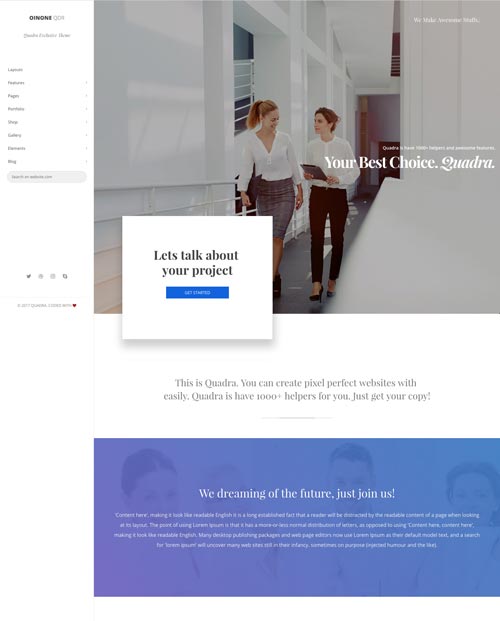 OINONE QDR
Quadra Exclusive Theme
Layouts
Features
Pages
Portfolio
Shop
Gallery
Elements
Blog
Search on website.com
© 2017 QUADRA. CODED WITH
We Make Awesome Stuffs.
Quadra is have 1000+ helpers and awesome features.
Your Best Choice. Quadra.
Lets talk about
your project
GET STARTED
This is Quadra. You can create pixel perfect websites with
easily. Quadra is have 1000+ helpers for you. Just get your copy!
We dreaming of the future, just join us!
'Content here', making it look like readable English it is a long established fact that a reader will be distracted by the readable content of a page when looking
at its layout. The point of using Lorem Ipsum is that it has a more-or-less normal distribution of letters, as opposed to using 'Content here, content here',
making it look like readable English. Many desktop publishing packages and web page editors now use Lorem Ipsum as their default model text, and a search
for 'lorem ipsum' will uncover many web sites still in their infancy. sometimes on purpose (injected humour and the like).